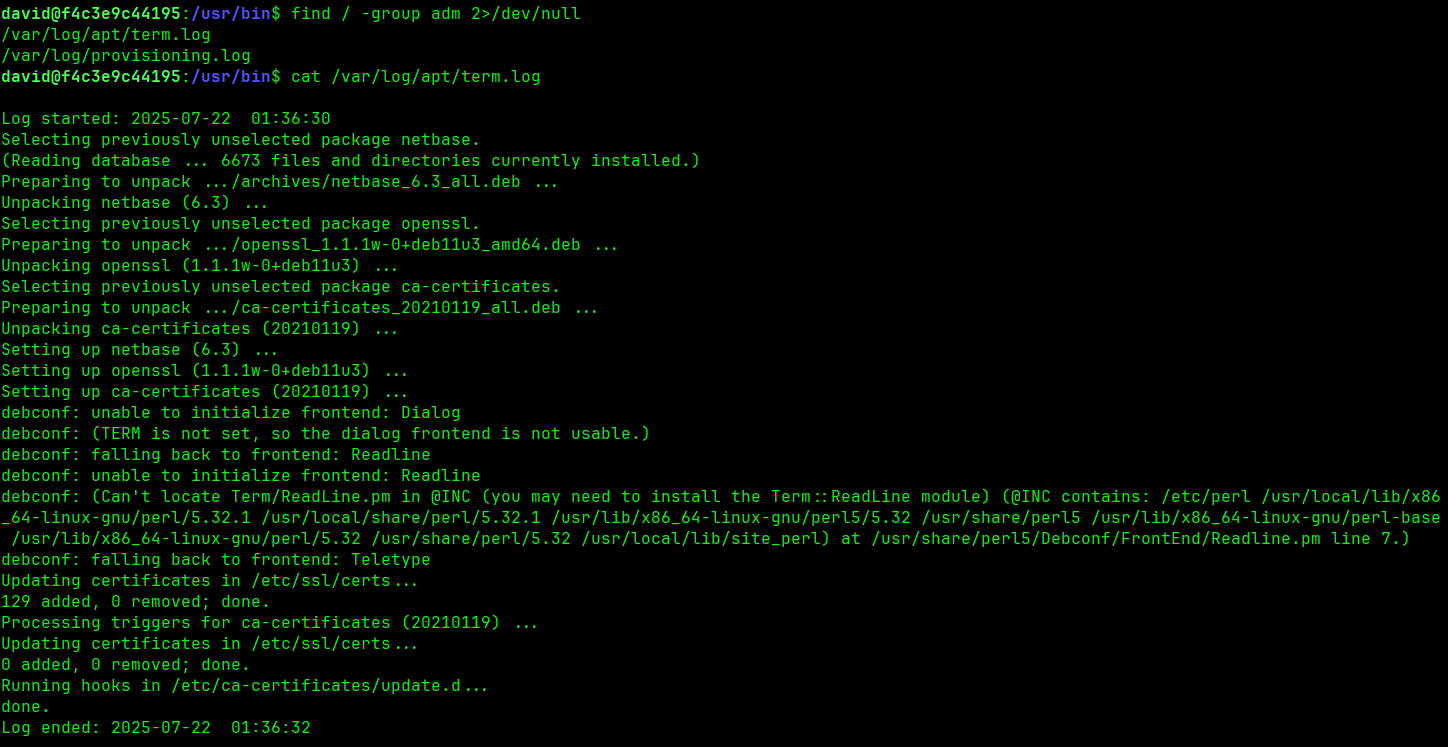 david@f4c3e9c44195:/usr/bin$ find / -group adm 2>/dev/null
/var/log/apt/term.log
/var/log/provisioning.log
david@f4c3e9c44195:/usr/bin$ cat /var/log/apt/term.log

Log started: 2025-07-22  01:36:30
Selecting previously unselected package netbase.
(Reading database ... 6673 files and directories currently installed.)
Preparing to unpack .../archives/netbase_6.3_all.deb ...
Unpacking netbase (6.3) ...
Selecting previously unselected package openssl.
Preparing to unpack .../openssl_1.1.1w-0+deb11u3_amd64.deb ...
Unpacking openssl (1.1.1w-0+deb11u3) ...
Selecting previously unselected package ca-certificates.
Preparing to unpack .../ca-certificates_20210119_all.deb ...
Unpacking ca-certificates (20210119) ...
Setting up netbase (6.3) ...
Setting up openssl (1.1.1w-0+deb11u3) ...
Setting up ca-certificates (20210119) ...
debconf: unable to initialize frontend: Dialog
debconf: (TERM is not set, so the dialog frontend is not usable.)
debconf: falling back to frontend: Readline
debconf: unable to initialize frontend: Readline
debconf: (Can't locate Term/ReadLine.pm in @INC (you may need to install the Term::ReadLine module) (@INC contains: /etc/perl /usr/local/lib/x86
_64-linux-gnu/perl/5.32.1 /usr/local/share/perl/5.32.1 /usr/lib/x86_64-linux-gnu/perl5/5.32 /usr/share/perl5 /usr/lib/x86_64-linux-gnu/perl-base
 /usr/lib/x86_64-linux-gnu/perl/5.32 /usr/share/perl/5.32 /usr/local/lib/site_perl) at /usr/share/perl5/Debconf/FrontEnd/Readline.pm line 7.)
debconf: falling back to frontend: Teletype
Updating certificates in /etc/ssl/certs...
129 added, 0 removed; done.
Processing triggers for ca-certificates (20210119) ...
Updating certificates in /etc/ssl/certs...
0 added, 0 removed; done.
Running hooks in /etc/ca-certificates/update.d...
done.
Log ended: 2025-07-22  01:36:32